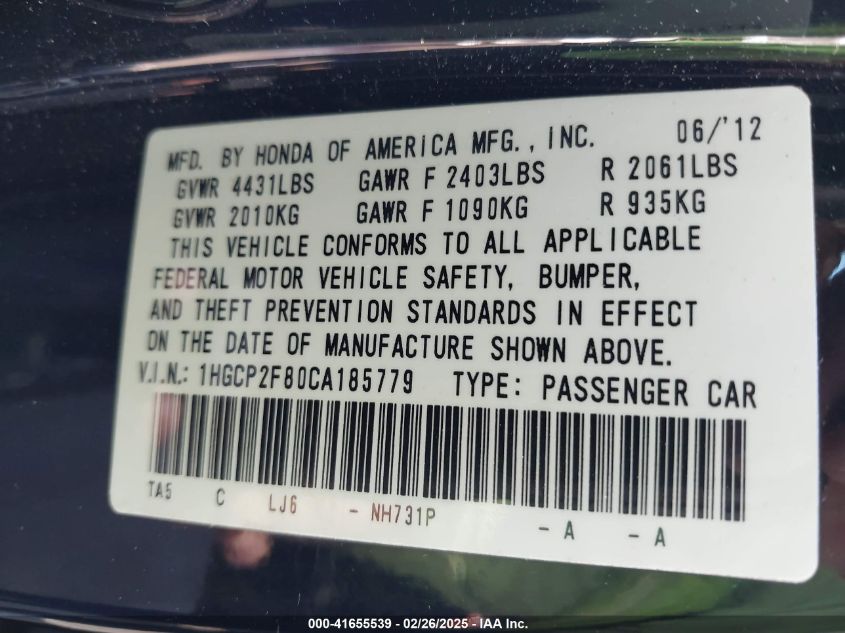 MFD. BY HONDA OF AMERICA MFG., INC. 06/'12
GVWR 4431LBS GAWR F 2403LBS R 2061LBS
GVWR 2010KG GAWR F 1090KG R 935KG
THIS VEHICLE CONFORMS TO ALL APPLICABLE
FEDERAL MOTOR VEHICLE SAFETY, BUMPER,
AND THEFT PREVENTION STANDARDS IN EFFECT
ON THE DATE OF MANUFACTURE SHOWN ABOVE.
V.I.N.: 1HGCP2F80CA185779 TYPE: PASSENGER CAR
TA5 C LJ6 - NH731P - A - A
000-41655539 - 02/26/2025 - IAA Inc.